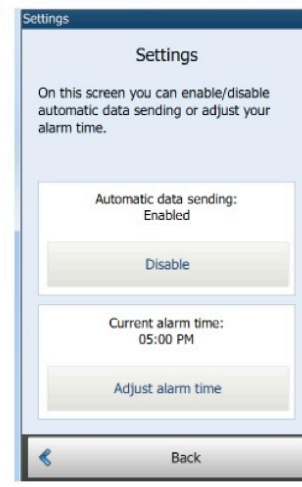 Settings
Settings
On this screen you can enable/disable
automatic data sending or adjust your
alarm time.
Automatic data sending:
Enabled
Disable
Current alarm time:
05:00 PM
Adjust alarm time
Back